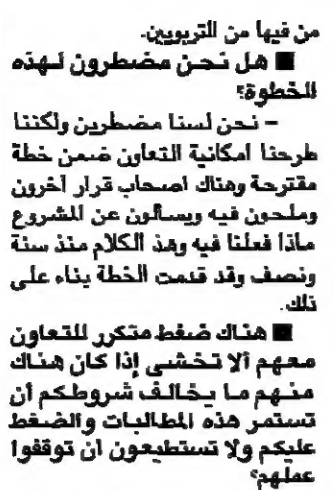 من فيها من التربويين.
■ هل نحن مضطرون لهذه
الخطوة؟
- نحن لسنا مضطرين ولكننا
طرحنا امكانية التعاون ضمن خطة
مقترحة وهناك اصحاب قرار آخرون
وملحون فيه ويسألون عن المشروع
ماذا فعلنا فيه وهذ الكلام منذ سنة
ونصف وقد قدمت الخطة بناء على
ذلك.
■ هناك ضغط متكرر للتعاون
معهم ألا تخشى إذا كان هناك
منهم ما يخالف شروطكم أن
تستمر هذه المطالبات والضغط
عليكم ولا تستطيعون ان توقفوا
عملهم؟